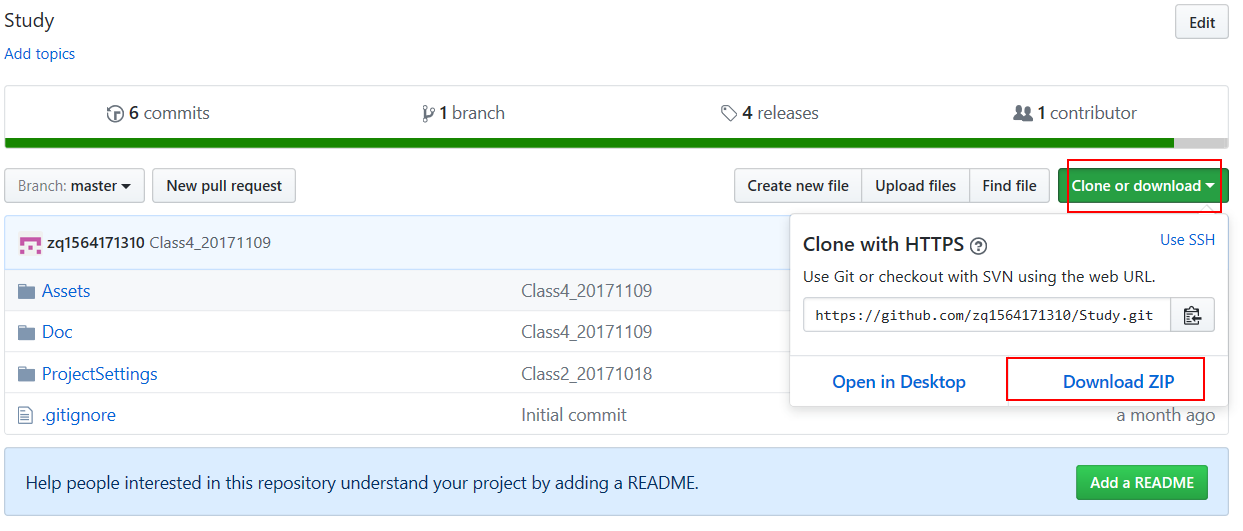 Study
Edit
Add topics
6 commits
1 branch
4 releases
1 contributor
Branch: master
New pull request
Create new file
Upload files
Find file
Clone or download
zq1564171310 Class4_20171109
Clone with HTTPS
Use SSH
Use Git or checkout with SVN using the web URL.
https://github.com/zq1564171310/Study.git
Open in Desktop
Download ZIP
Assets Class4_20171109
Doc Class4_20171109
ProjectSettings Class2_20171018
.gitignore Initial commit a month ago
Help people interested in this repository understand your project by adding a README.
Add a README